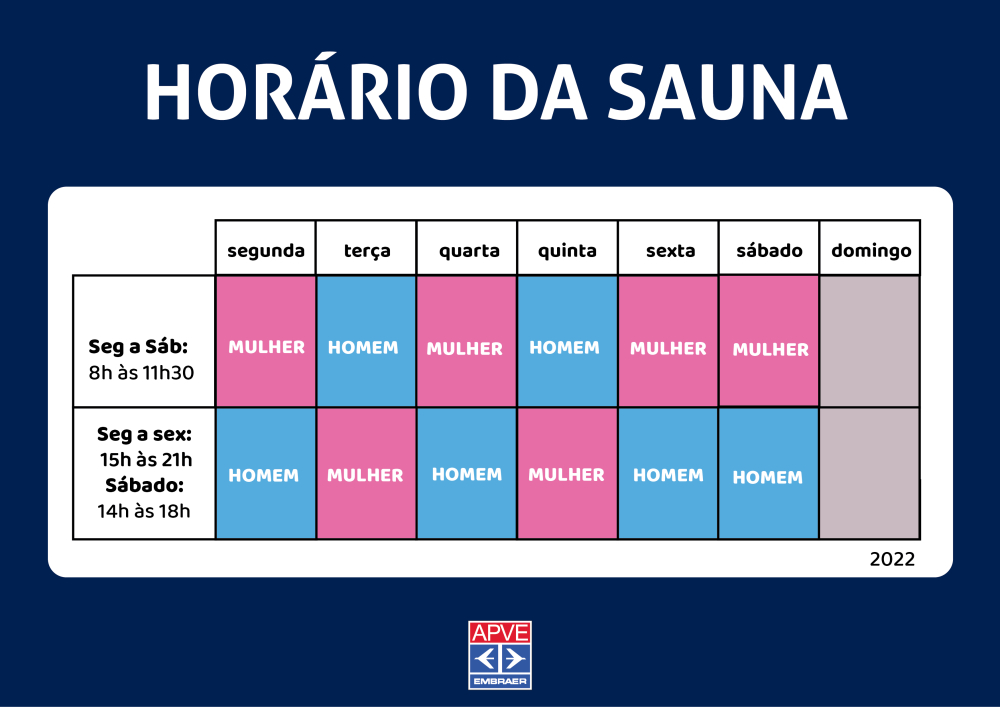 HORÁRIO DA SAUNA
segunda terça quarta quinta sexta sábado domingo
Seg a Sáb:
8h às 11h30
MULHER HOMEM MULHER HOMEM MULHER MULHER
Seg a sex:
15h às 21h
Sábado:
14h às 18h
HOMEM MULHER HOMEM MULHER HOMEM HOMEM
2022
APVE
EMBRAER